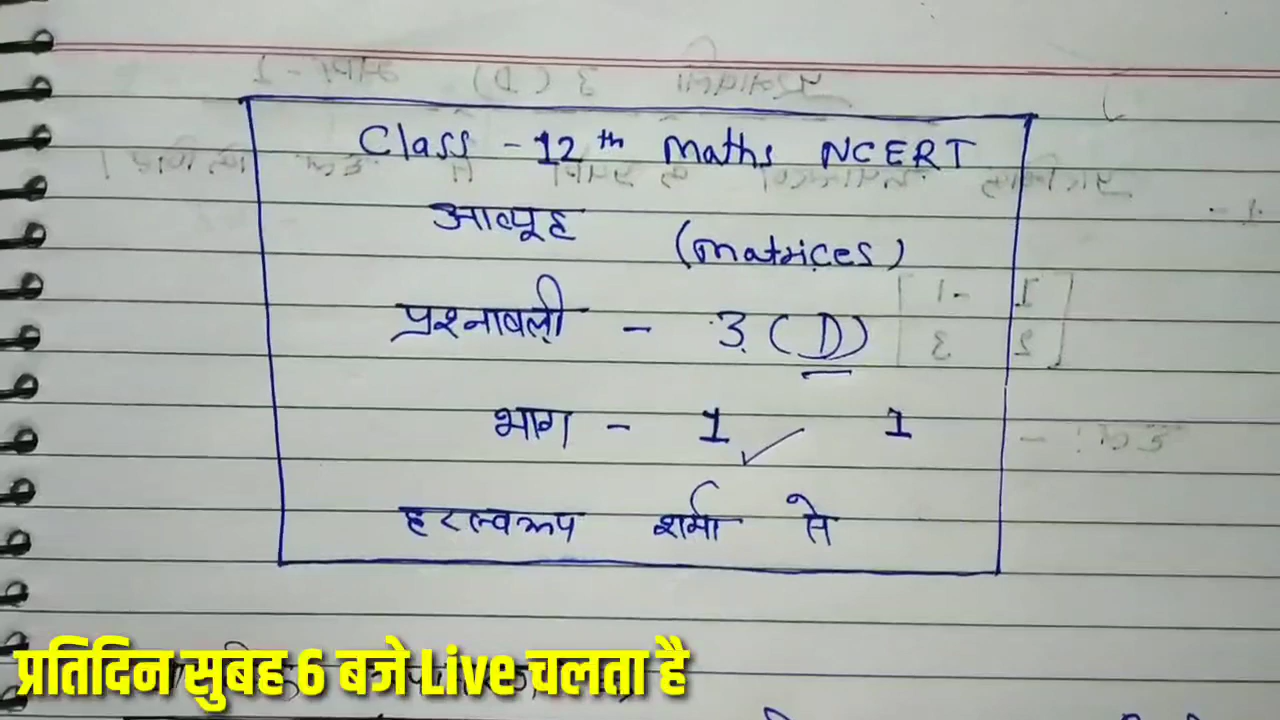 Class - 12th Maths NCERT
आव्यूह (Matrices)
प्रश्नावली - 3 (D)
भाग - 1 1
हरस्वरूप शर्मा से
प्रतिदिन सुबह 6 बजे Live चलता है